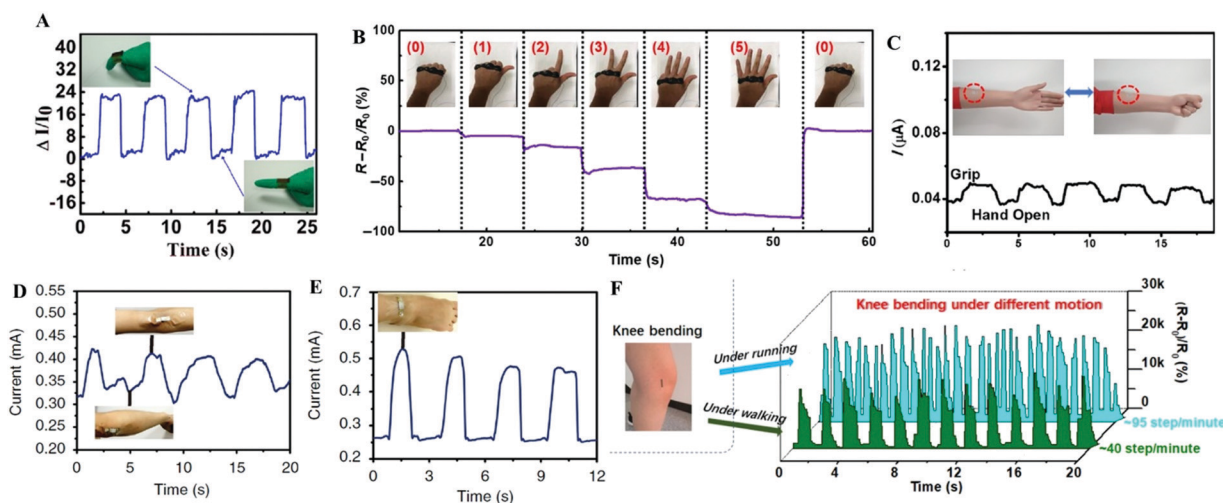 A
Δ I/I0
40
32
24
16
8
0
-8
-16
0 5 10 15 20 25
Time (s)
B
R−R0/R0 (%)
100
50
0
−50
−100
(0) (1) (2) (3) (4) (5) (0)
20 30 40 50 60
Time (s)
C
I (μA)
0.12
0.08
0.04
Grip
Hand Open
0 5 10 15
Time (s)
D
Current (mA)
0.55
0.50
0.45
0.40
0.35
0.30
0.25
0.20
0 5 10 15 20
Time (s)
E
Current (mA)
0.7
0.6
0.5
0.4
0.3
0.2
0 3 6 9 12
Time (s)
F
Knee bending
Under running
Under walking
Knee bending under different motion
30k
20k
10k
0
(R-R0)/R0 (%)
~95 step/minute
~40 step/minute
0 4 8 12 16 20
Time (s)